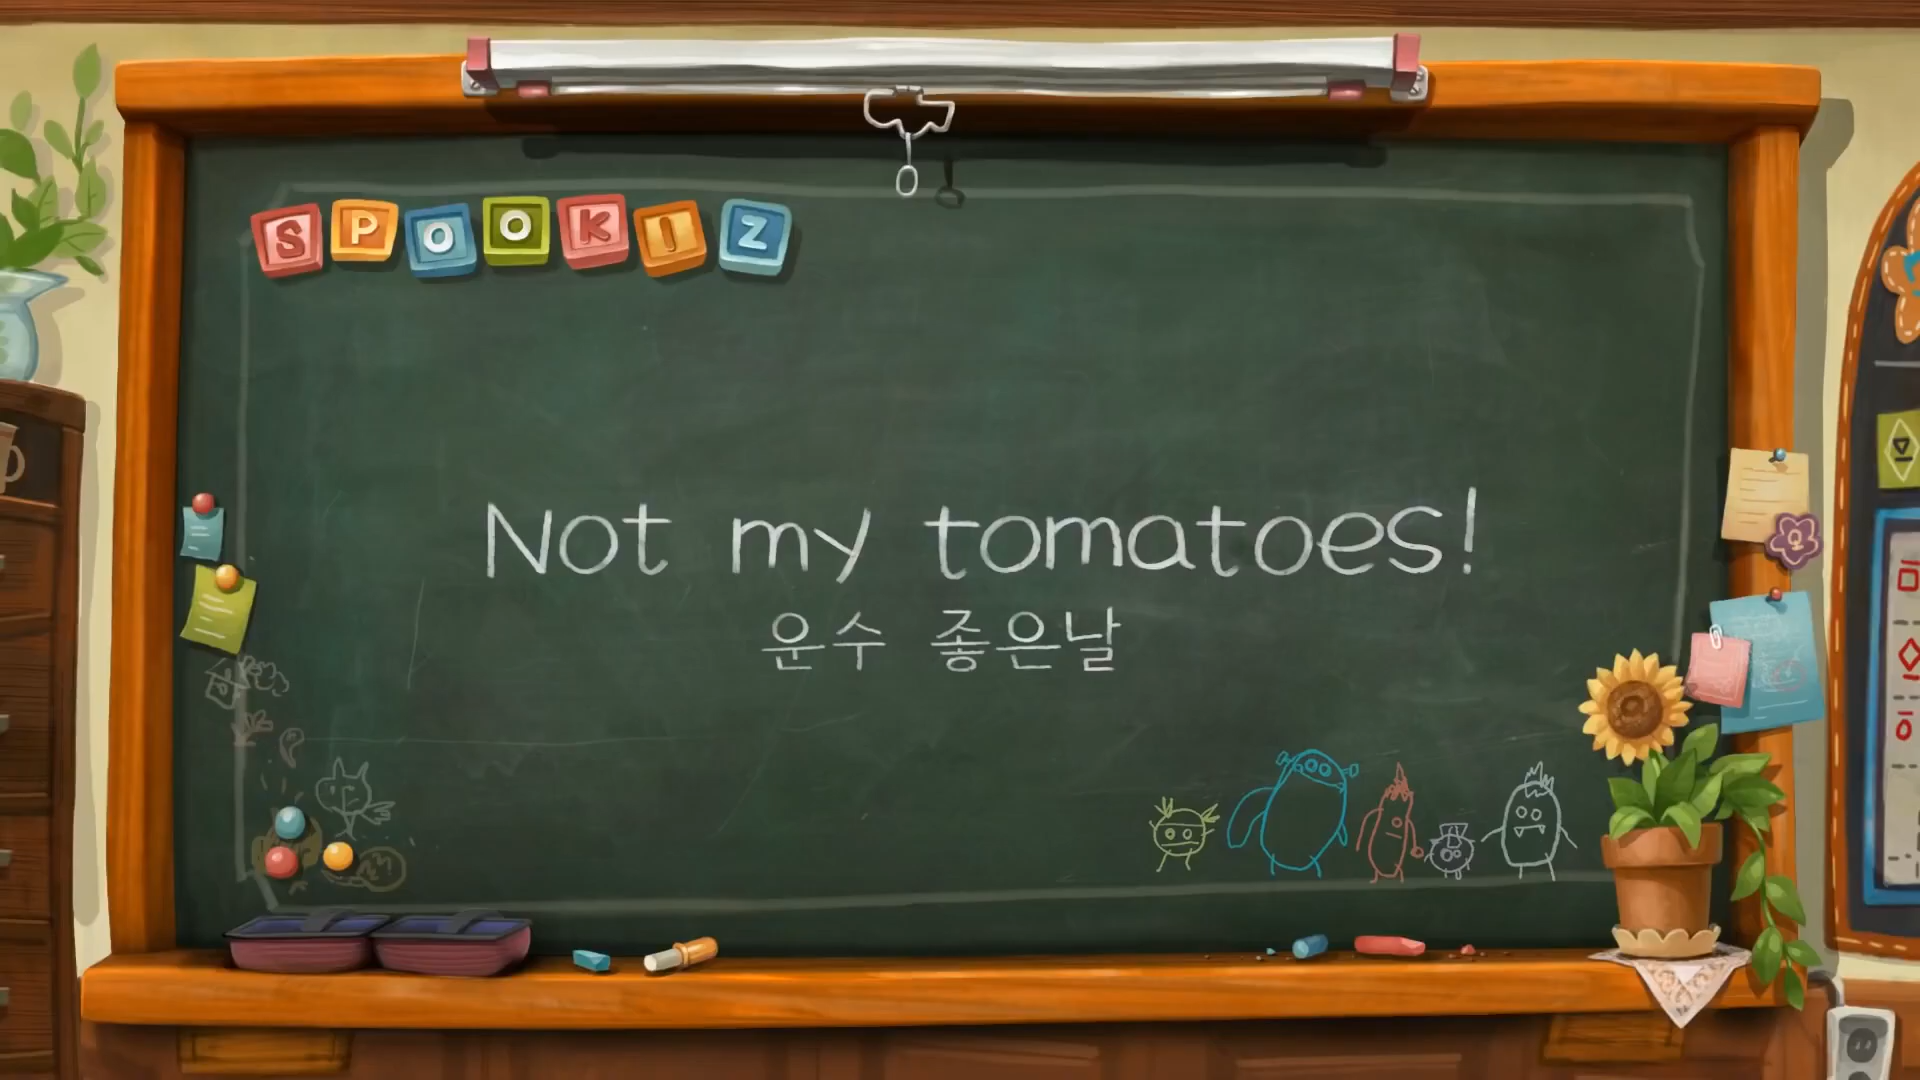 SPOOKIZ
Not my tomatoes!
운수 좋은날
Q